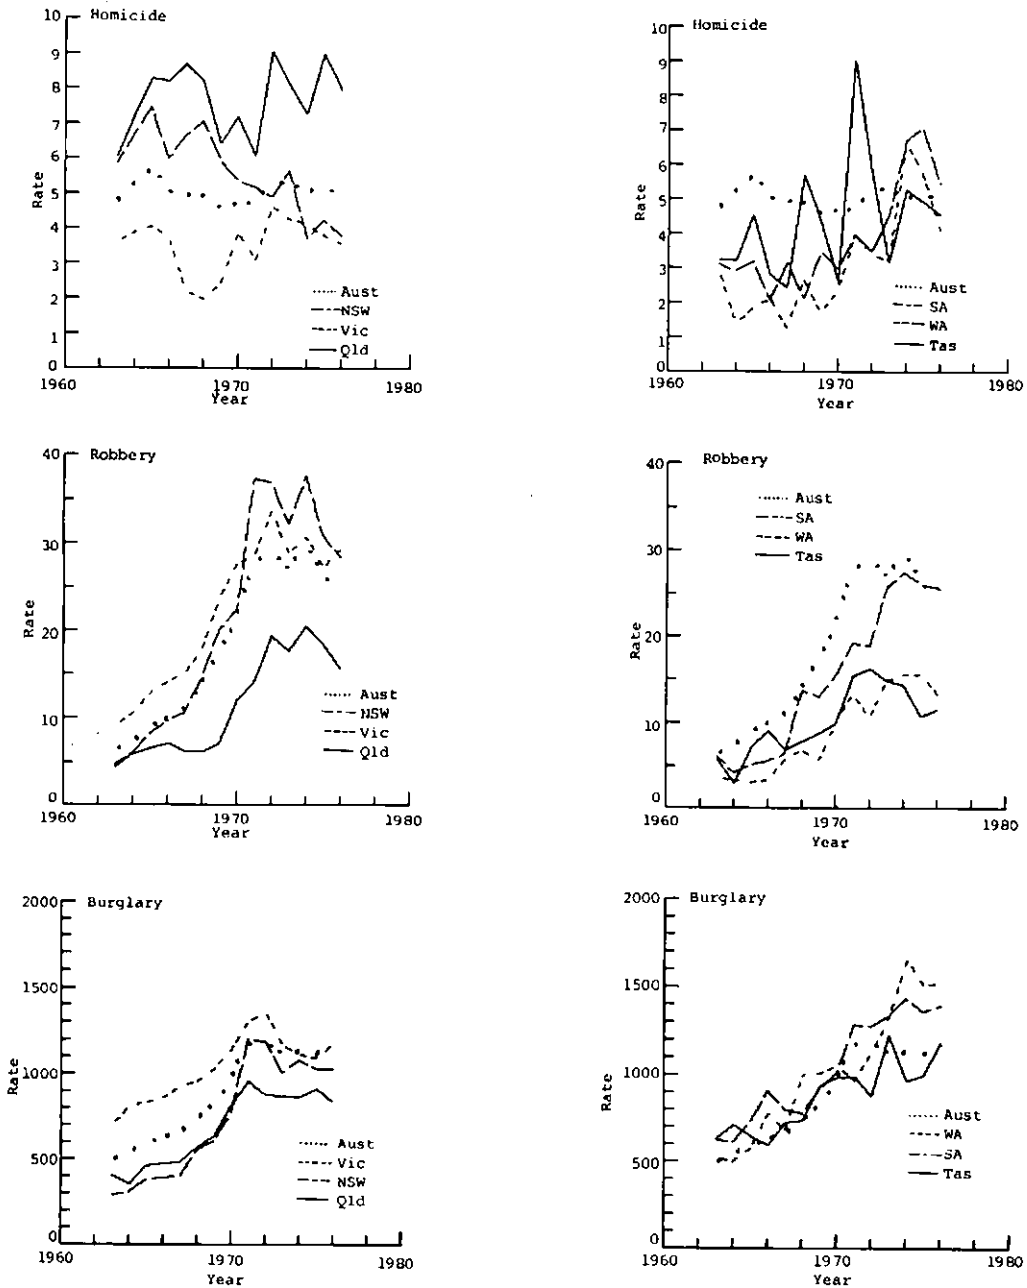 Homicide
10
9
8
7
6
5
4
3
2
1
0
Rate
Aust
NSW
Vic
Qld
1960
1970
1980
Year
Homicide
10
9
8
7
6
5
4
3
2
1
0
Rate
Aust
SA
WA
Tas
1960
1970
1980
Year
Robbery
40
30
20
10
0
Rate
Aust
NSW
Vic
Qld
1960
1970
1980
Year
Robbery
40
30
20
10
0
Rate
Aust
SA
WA
Tas
1960
1970
1980
Year
Burglary
2000
1500
1000
500
0
Rate
Aust
Vic
NSW
Qld
1960
1970
1980
Year
Burglary
2000
1500
1000
500
0
Rate
Aust
WA
SA
Tas
1960
1970
1980
Year